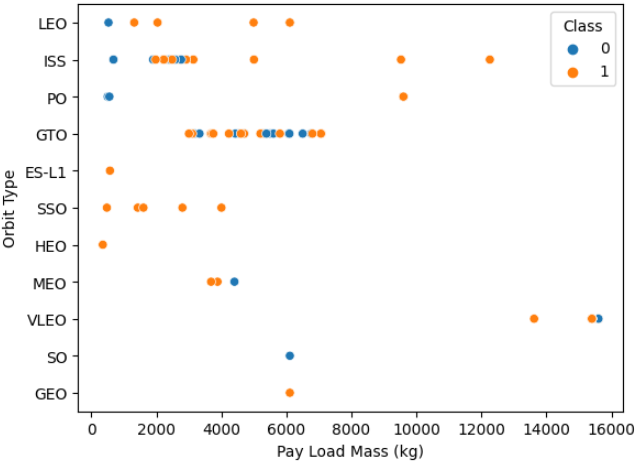 Class
0
1
LEO
ISS
PO
GTO
ES-L1
SSO
HEO
MEO
VLEO
SO
GEO
Orbit Type
0 2000 4000 6000 8000 10000 12000 14000 16000
Pay Load Mass (kg)